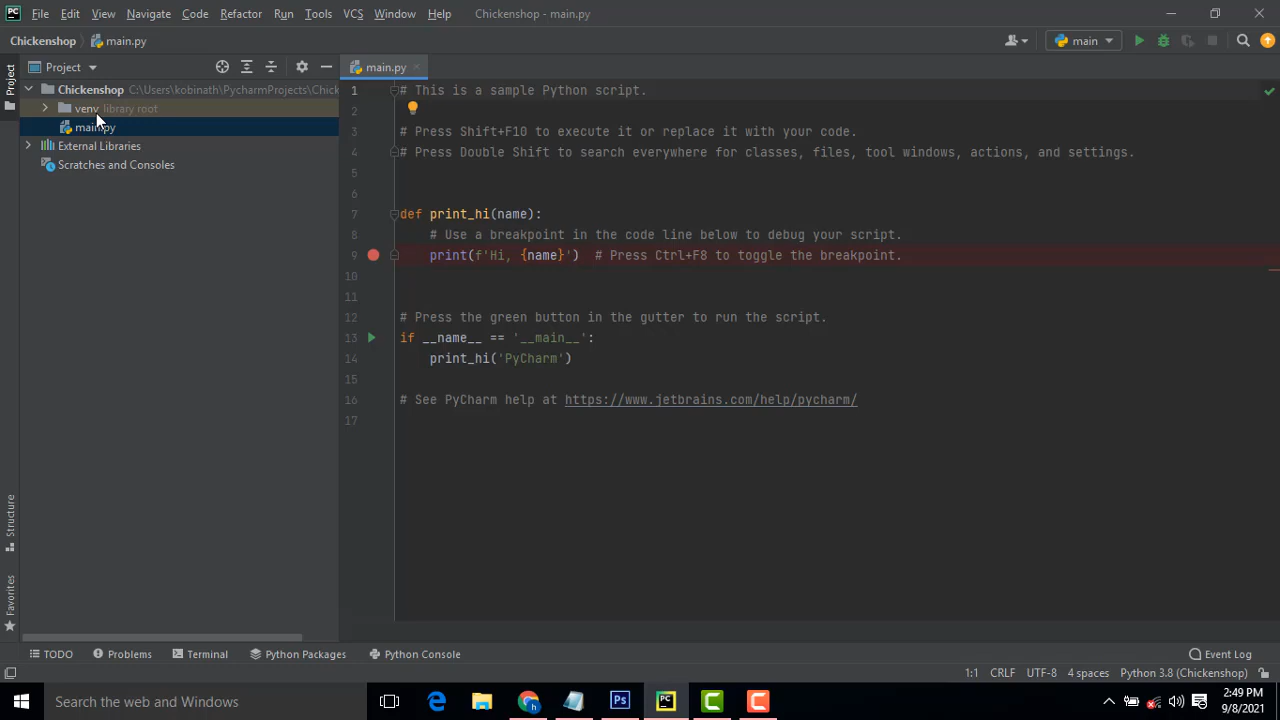 PC File Edit View Navigate Code Refactor Run Tools VCS Window Help Chickenshop - main.py
Chickenshop main.py main
Project Project main.py
Chickenshop C:\Users\kobinath\PycharmProjects\Chick
venv library root
main.py
External Libraries
Scratches and Consoles
1 # This is a sample Python script.
2
3 # Press Shift+F10 to execute it or replace it with your code.
4 # Press Double Shift to search everywhere for classes, files, tool windows, actions, and settings.
5
6
7 def print_hi(name):
8 # Use a breakpoint in the code line below to debug your script.
9 print(f'Hi, {name}') # Press Ctrl+F8 to toggle the breakpoint.
10
11
12 # Press the green button in the gutter to run the script.
13 if __name__ == '__main__':
14 print_hi('PyCharm')
15
16 # See PyCharm help at https://www.jetbrains.com/help/pycharm/
17
Structure
Favorites
TODO Problems Terminal Python Packages Python Console Event Log
1:1 CRLF UTF-8 4 spaces Python 3.8 (Chickenshop)
Search the web and Windows h Ps PC 2:49 PM
9/8/2021